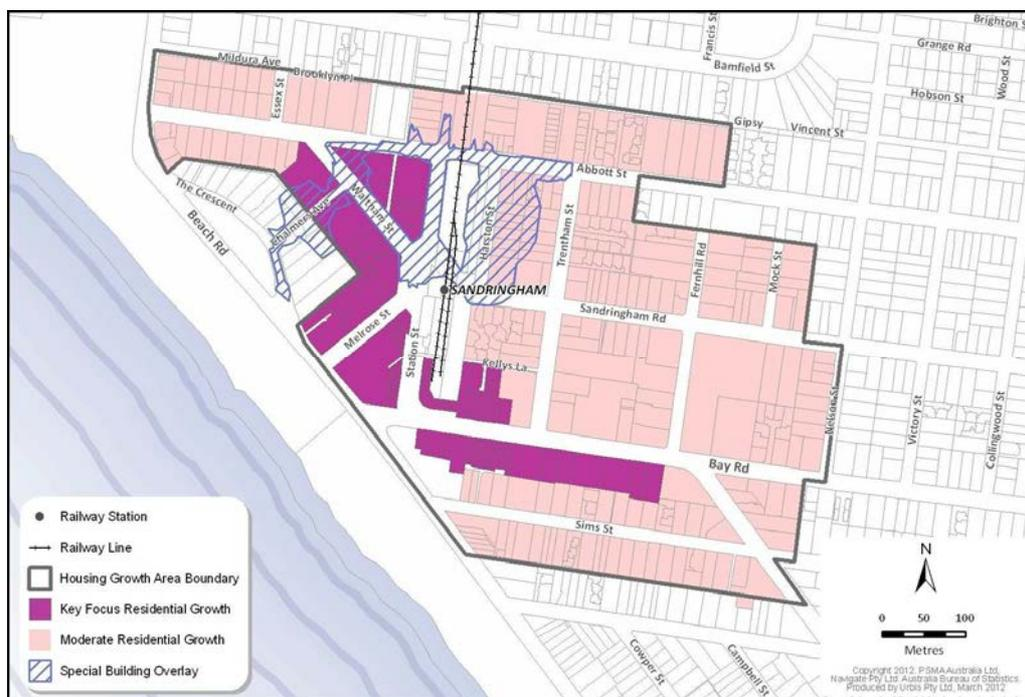 Brighton S
Francis St
Grange Rd
Wood St
Bamfield St
Mildura Ave
Brooklyn Pl
Essex St
Hobson St
Gipsy
Vincent St
Abbott St
The Crescent
Chalmers Ave
Waltham St
Beach Rd
Harston St
Trentham St
Fernhill Rd
Mock St
SANDRINGHAM
Sandringham Rd
Melrose St
Station St
Kellys La
Nelson St
Victory St
Collingwood St
Bay Rd
Sims St
Cowper St
Campbell St
Railway Station
Railway Line
Housing Growth Area Boundary
Key Focus Residential Growth
Moderate Residential Growth
Special Building Overlay
N
0 50 100
Metres
Copyright 2012. PSMA Australia Ltd,
Navigate Pty Ltd. Australia Bureau of Statistics.
Produced by Urbis Pty Ltd, March 2012